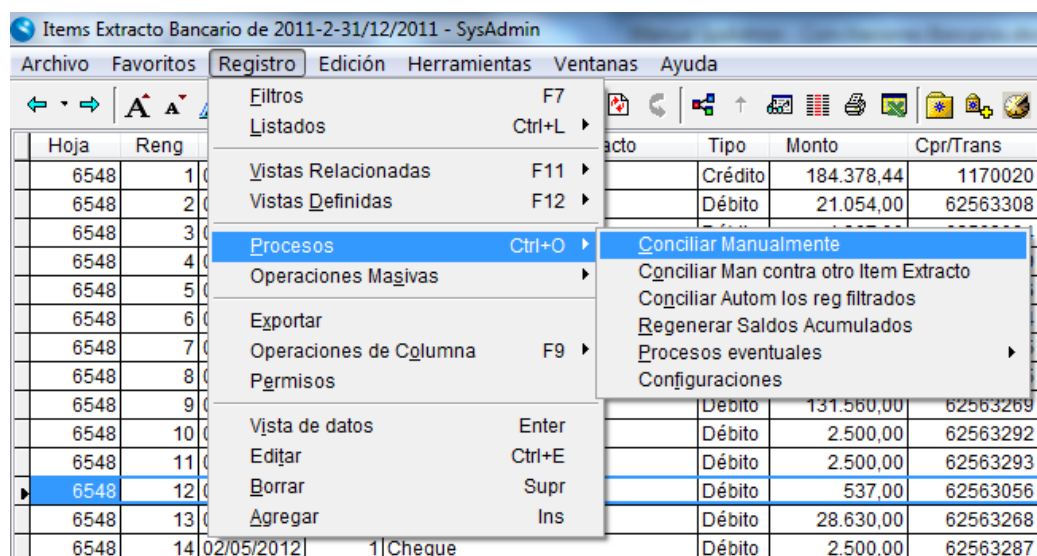 Items Extracto Bancario de 2011-2-31/12/2011 - SysAdmin
Archivo Favoritos Registro Edición Herramientas Ventanas Ayuda
Hoja Reng acto Tipo Monto Cpr/Trans
Filtros F7
Listados Ctrl+L
Vistas Relacionadas F11
Vistas Definidas F12
Procesos Ctrl+O
Operaciones Masivas
Exportar
Operaciones de Columna F9
Permisos
Vista de datos Enter
Editar Ctrl+E
Borrar Supr
Agregar Ins
Conciliar Manualmente
Conciliar Man contra otro Item Extracto
Conciliar Autom los reg filtrados
Regenerar Saldos Acumulados
Procesos eventuales
Configuraciones
6548 1 Crédito 184.378,44 1170020
6548 2 Débito 21.054,00 62563308
6548 3
6548 4
6548 5
6548 6
6548 7
6548 8
6548 9 Débito 131.560,00 62563269
6548 10 Débito 2.500,00 62563292
6548 11 Débito 2.500,00 62563293
6548 12 Débito 537,00 62563056
6548 13 Débito 28.630,00 62563268
6548 14 02/05/2012 1 Cheque Débito 2.500,00 62563287